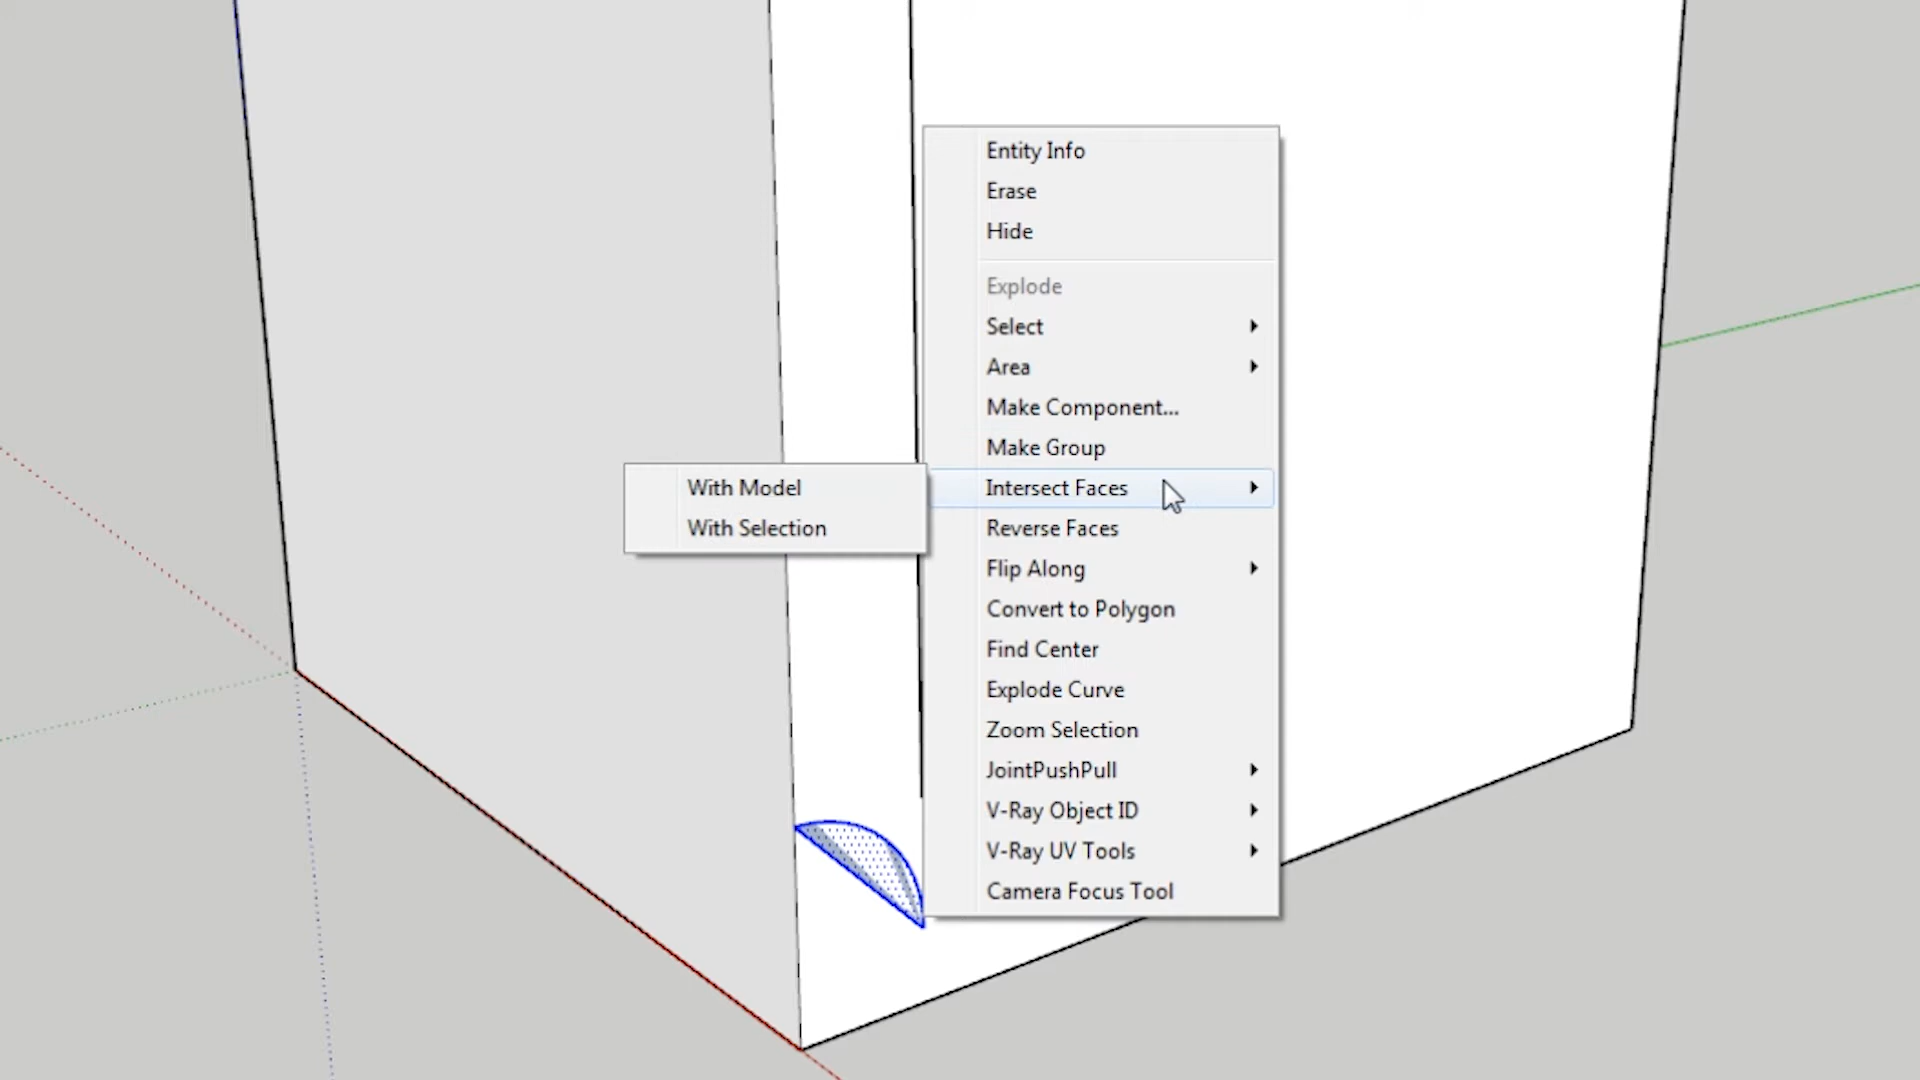 Entity Info
Erase
Hide
Explode
Select
Area
Make Component...
Make Group
Intersect Faces
With Model
With Selection
Reverse Faces
Flip Along
Convert to Polygon
Find Center
Explode Curve
Zoom Selection
JointPushPull
V-Ray Object ID
V-Ray UV Tools
Camera Focus Tool